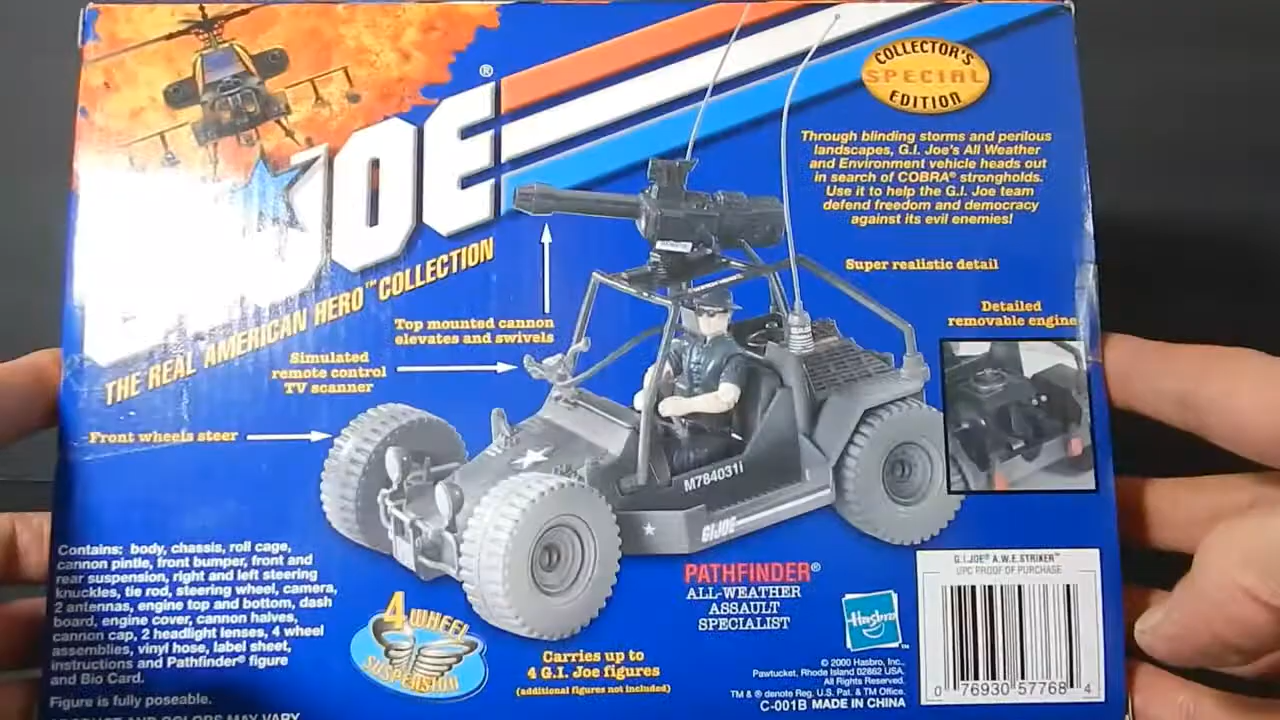 JOE®
THE REAL AMERICAN HERO™ COLLECTION
COLLECTOR'S
SPECIAL
EDITION
Through blinding storms and perilous
landscapes, G.I. Joe's All Weather
and Environment vehicle heads out
in search of COBRA® strongholds.
Use it to help the G.I. Joe team
defend freedom and democracy
against its evil enemies!
Super realistic detail
Detailed
removable engine
Top mounted cannon
elevates and swivels
Simulated
remote control
TV scanner
Front wheels steer
M784031i
G.I.JOE
Contains: body, chassis, roll cage,
cannon pintle, front bumper, front and
rear suspension, right and left steering
knuckles, tie rod, steering wheel, camera,
2 antennas, engine top and bottom, dash
board, engine cover, cannon halves,
cannon cap, 2 headlight lenses, 4 wheel
assemblies, vinyl hose, label sheet,
instructions and Pathfinder® figure
and Bio Card.
Figure is fully poseable.
PRODUCT AND COLORS MAY VARY
4 WHEEL
SUSPENSION
Carries up to
4 G.I. Joe figures
(additional figures not included)
PATHFINDER®
ALL-WEATHER
ASSAULT
SPECIALIST
Hasbro
© 2000 Hasbro, Inc.,
Pawtucket, Rhode Island 02862 USA.
All Rights Reserved.
TM & ® denote Reg. U.S. Pat. & TM Office.
C-001B MADE IN CHINA
G.I.JOE® A.W.E. STRIKER™
UPC PROOF OF PURCHASE
0 76930 57768 4